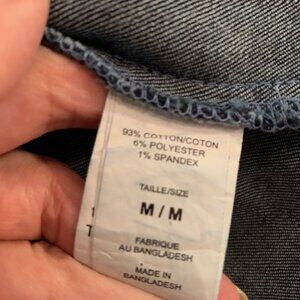 93% COTTON/COTON
6% POLYESTER
1% SPANDEX
TAILLE/SIZE
M / M
FABRIQUE
AU BANGLADESH
MADE IN
BANGLADESH